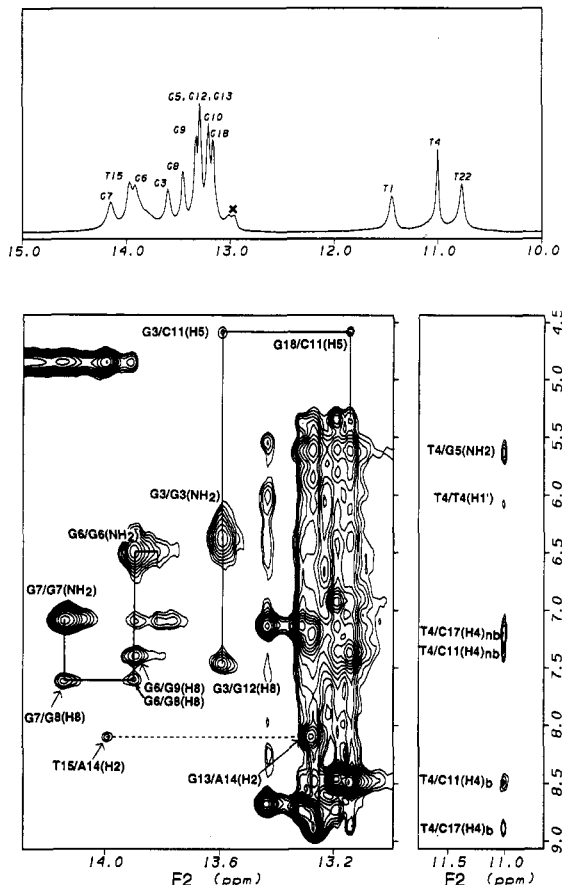 G5, G12, G13
G10
G18
G9
G8
T15
G6
G7
G3
x
T1
T4
T22
15.0 14.0 13.0 12.0 11.0 10.0
G3/C11(H5)
G18/C11(H5)
G3/G3(NH2)
G6/G6(NH2)
G7/G7(NH2)
G6/G9(H8)
G6/G8(H8)
G3/G12(H8)
G7/G8(H8)
T15/A14(H2)
G13/A14(H2)
14.0 13.6 13.2
F2 (ppm)
T4/G5(NH2)
T4/T4(H1')
T4/C17(H4)nb
T4/C11(H4)nb
T4/C11(H4)b
T4/C17(H4)b
11.5 11.0
F2 (ppm)
4.5
5.0
5.5
6.0
6.5
7.0
7.5
8.0
8.5
9.0